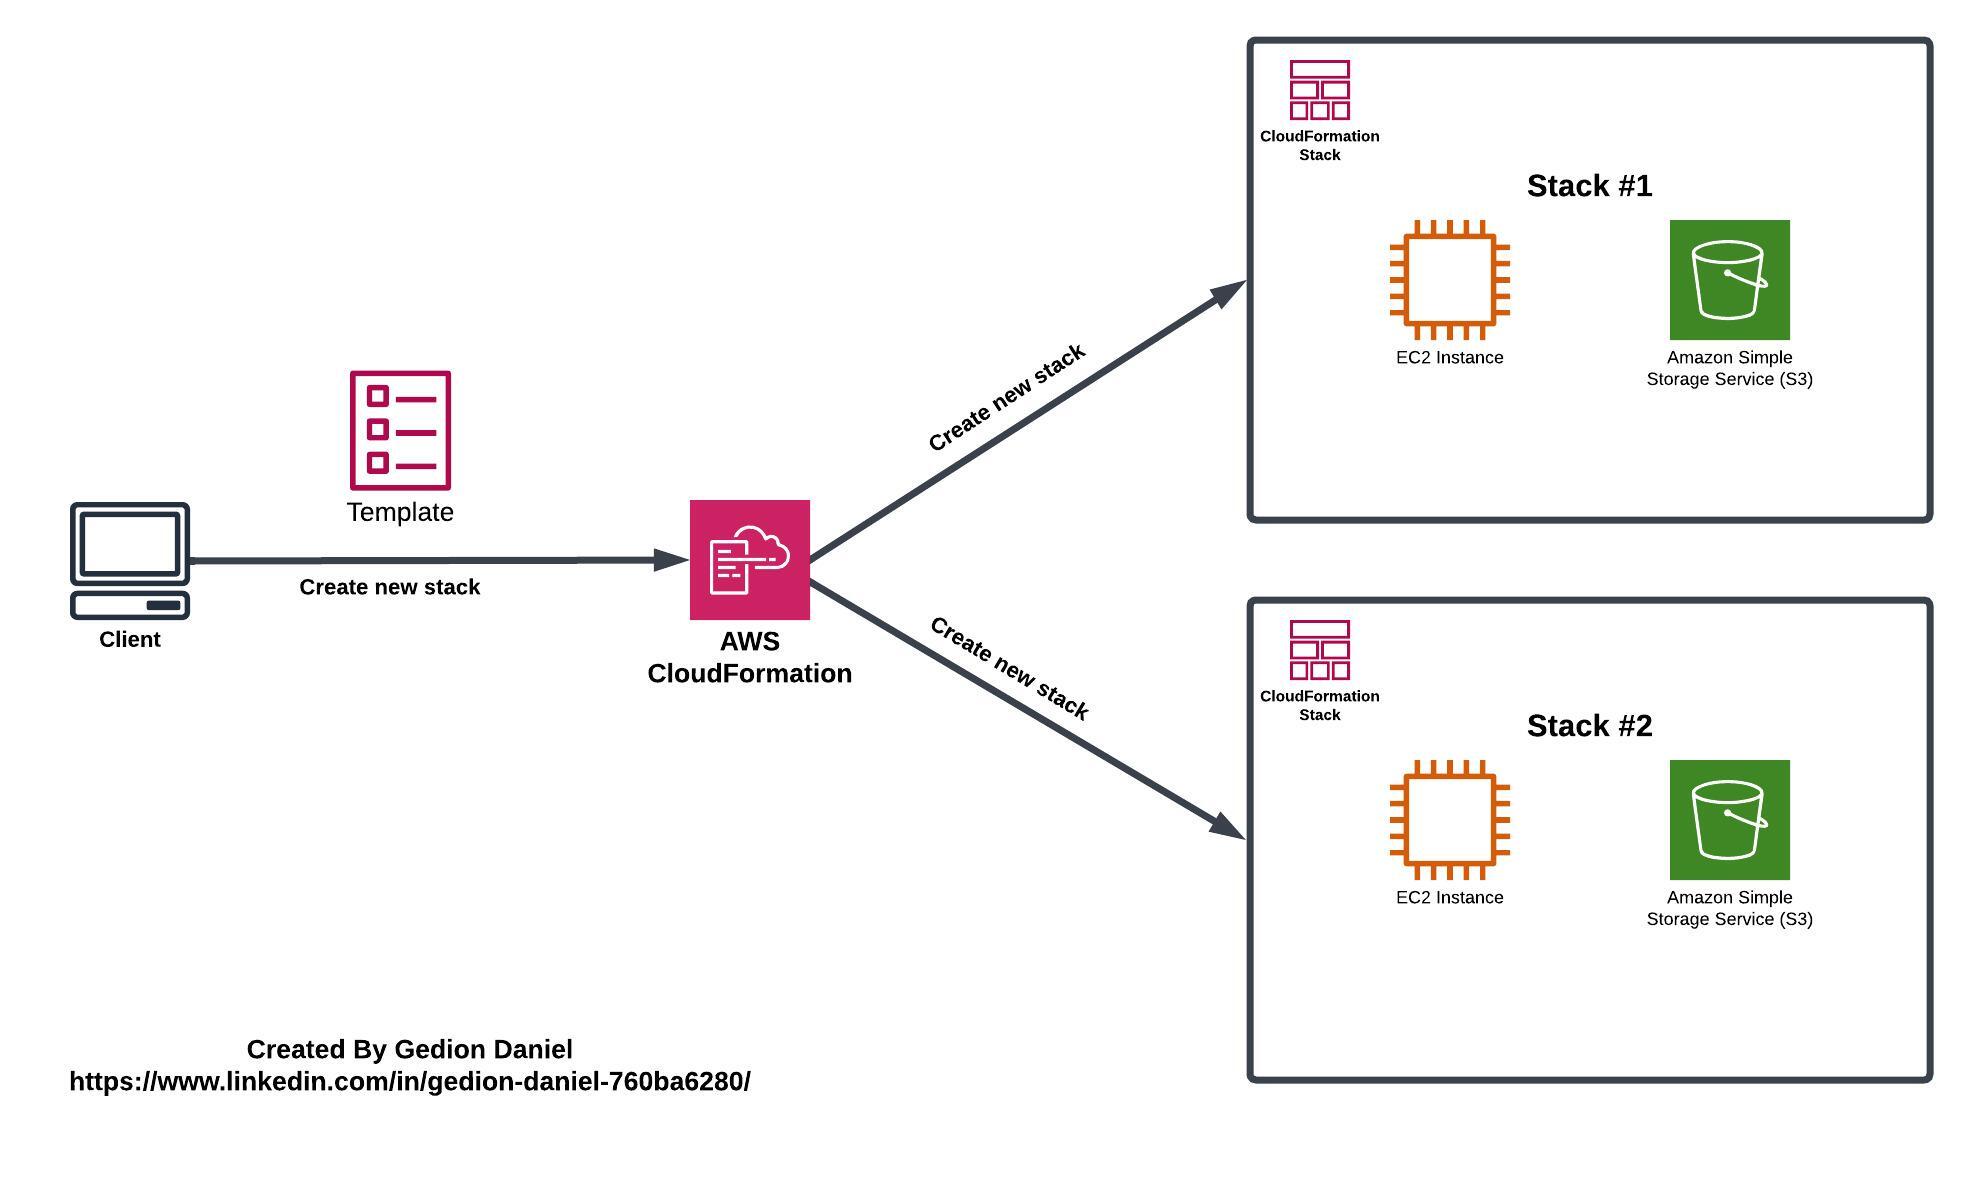 Template
Create new stack
Client
AWS
CloudFormation
Create new stack
Create new stack
CloudFormation
Stack
Stack #1
EC2 Instance
Amazon Simple
Storage Service (S3)
CloudFormation
Stack
Stack #2
EC2 Instance
Amazon Simple
Storage Service (S3)
Created By Gedion Daniel
https://www.linkedin.com/in/gedion-daniel-760ba6280/